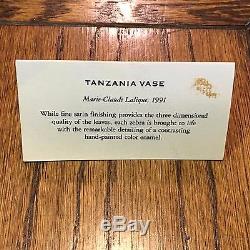 TANZANIA VASE
Marie-Claude Lalique, 1991
While fine satin finishing provides the three dimensional
quality of the leaves, each zebra is brought to life
with the remarkable detailing of a contrasting
hand-painted color enamel.